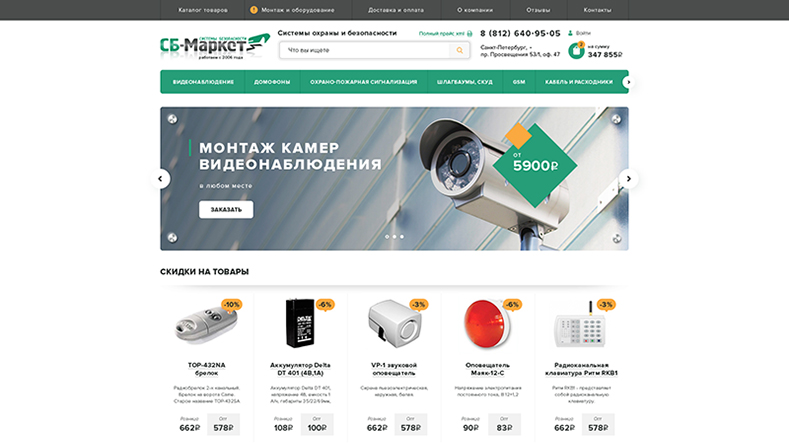 Каталог товаров
! Монтаж и оборудование
Доставка и оплата
О компании
Отзывы
Контакты
СИСТЕМЫ БЕЗОПАСНОСТИ
СБ-Маркет
работаем с 2006 года
Системы охраны и безопасности
Полный прайс
Что вы ищете
8 (812) 640-95-05
Санкт-Петербург,
пр. Просвещения 53/1, оф. 47
Войти
на сумму
347 855₽
ВИДЕОНАБЛЮДЕНИЕ
ДОМОФОНЫ
ОХРАНО-ПОЖАРНАЯ СИГНАЛИЗАЦИЯ
ШЛАГБАУМЫ, СКУД
GSM
КАБЕЛЬ И РАСХОДНИКИ
МОНТАЖ КАМЕР
ВИДЕОНАБЛЮДЕНИЯ
в любом месте
ЗАКАЗАТЬ
ОТ
5900₽
СКИДКИ НА ТОВАРЫ
-10%
-6%
-3%
-6%
-3%
DELTA
TOP-432NA
брелок
Радиобрелок 2-х канальный.
брелок на ворота Came
Старое название TOP-432SA
Розница
662₽
Опт
578₽
Аккумулятор Delta
DT 401 (4В,1А)
Аккумулятор Delta DT 401,
напряжение 4В, емкость 1
А/ч, габариты 35/22/69мм,
Розница
108₽
Опт
100₽
VP-1 звуковой
оповещатель
Сирена пьезоэлектрическая,
наружная, белая
Розница
662₽
Опт
578₽
Оповещатель
Маяк-12-С
Напряжение электропитания
постоянного тока, В 12+1,2
Розница
90₽
Опт
83₽
Радиоканальная
клавиатура Ритм RKB1
Ритм RKB1 - представляет
собой радиоканальную
клавиатуру.
Розница
662₽
Опт
578₽